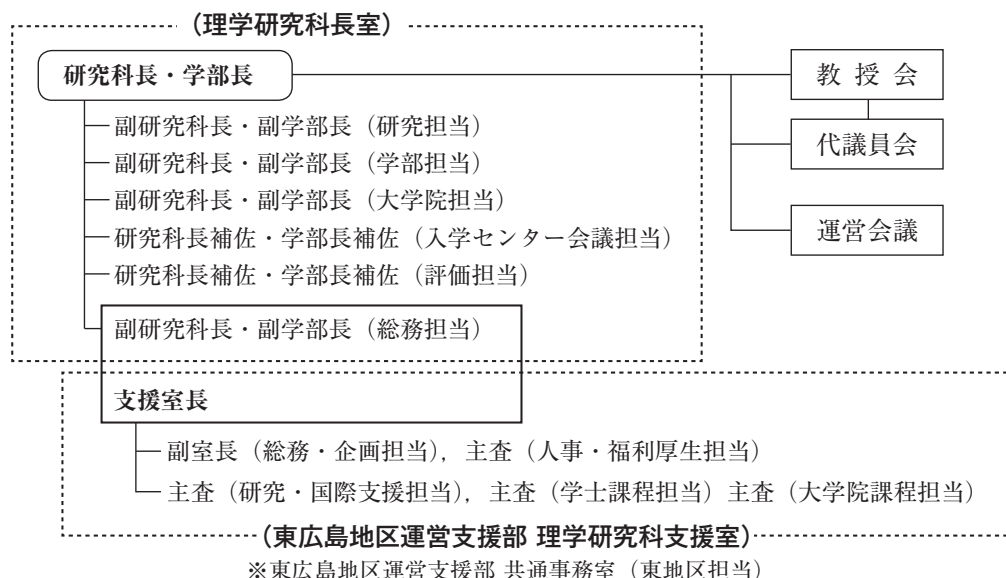 （理学研究科長室）
研究科長・学部長
教 授 会
副研究科長・副学部長（研究担当）
代議員会
副研究科長・副学部長（学部担当）
副研究科長・副学部長（大学院担当）
運営会議
研究科長補佐・学部長補佐（入学センター会議担当）
研究科長補佐・学部長補佐（評価担当）
副研究科長・副学部長（総務担当）
支援室長
副室長（総務・企画担当），主査（人事・福利厚生担当）
主査（研究・国際支援担当），主査（学士課程担当）主査（大学院課程担当）
（東広島地区運営支援部 理学研究科支援室）
※東広島地区運営支援部 共通事務室（東地区担当）